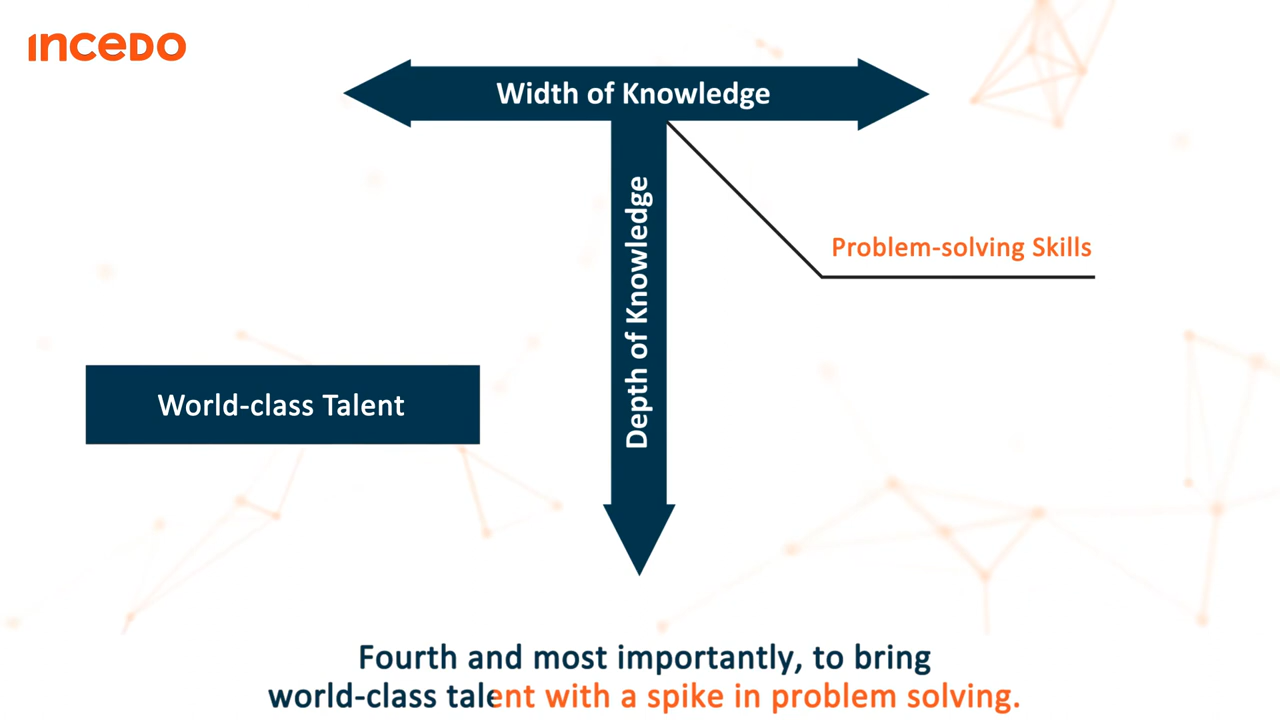 INCEDO
Width of Knowledge
Depth of Knowledge
Problem-solving Skills
World-class Talent
Fourth and most importantly, to bring
world-class talent with a spike in problem solving.